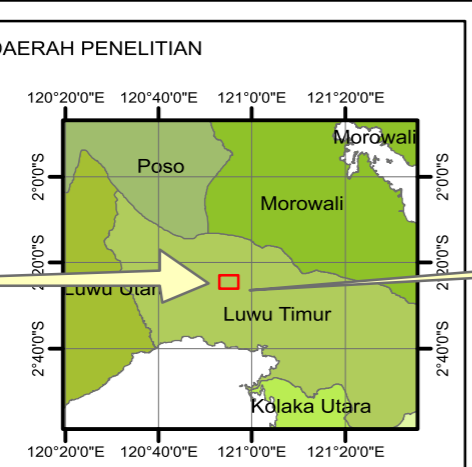 DAERAH PENELITIAN
120°20'0"E 120°40'0"E 121°0'0"E 121°20'0"E
Morowali
Poso
2°0'0"S 2°0'0"S
Morowali
2°20'0"S 2°20'0"S
Luwu Utara
Luwu Timur
2°40'0"S 2°40'0"S
Kolaka Utara
120°20'0"E 120°40'0"E 121°0'0"E 121°20'0"E